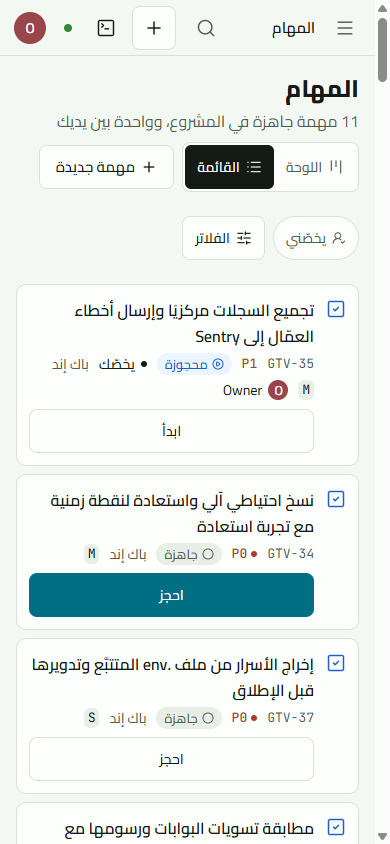 المهام
O
المهام
11 مهمة جاهزة في المشروع، وواحدة بين يديك
اللوحة
القائمة
مهمة جديدة
يخصّني
الفلاتر
تجميع السجلات مركزيًا وإرسال أخطاء
العمّال إلى Sentry
GTV-35 P1 محجوزة يخصّك باك إند
M O Owner
ابدأ
نسخ احتياطي آلي واستعادة لنقطة زمنية
مع تجربة استعادة
GTV-34 P0 جاهزة باك إند M
احجز
إخراج الأسرار من ملف .env المتتبَّع وتدويرها
قبل الإطلاق
GTV-37 P0 جاهزة باك إند S
احجز
مطابقة تسويات البوابات ورسومها مع